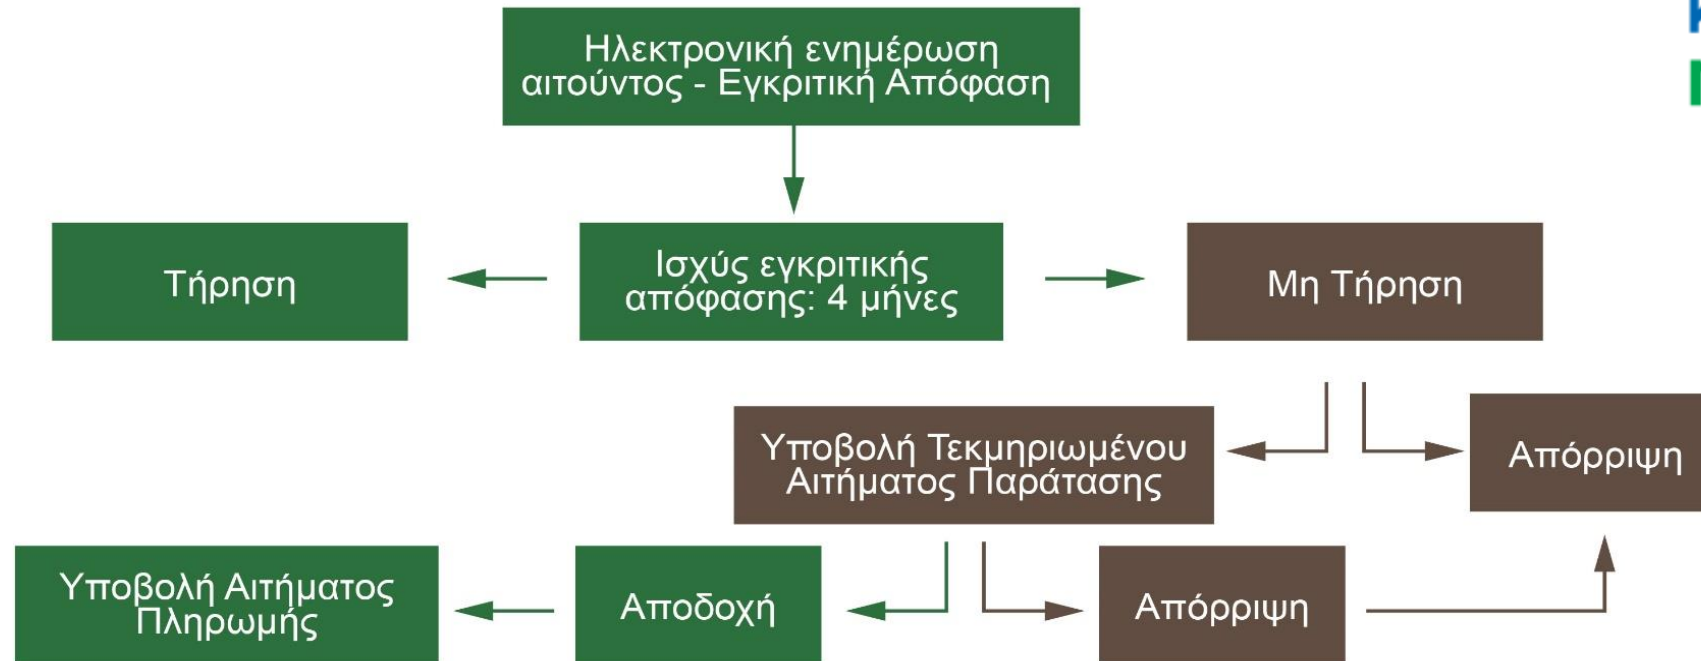 Ηλεκτρονική ενημέρωση
αιτούντος - Εγκριτική Απόφαση
Τήρηση
Ισχύς εγκριτικής
απόφασης: 4 μήνες
Μη Τήρηση
Υποβολή Τεκμηριωμένου
Αιτήματος Παράτασης
Απόρριψη
Υποβολή Αιτήματος
Πληρωμής
Αποδοχή
Απόρριψη